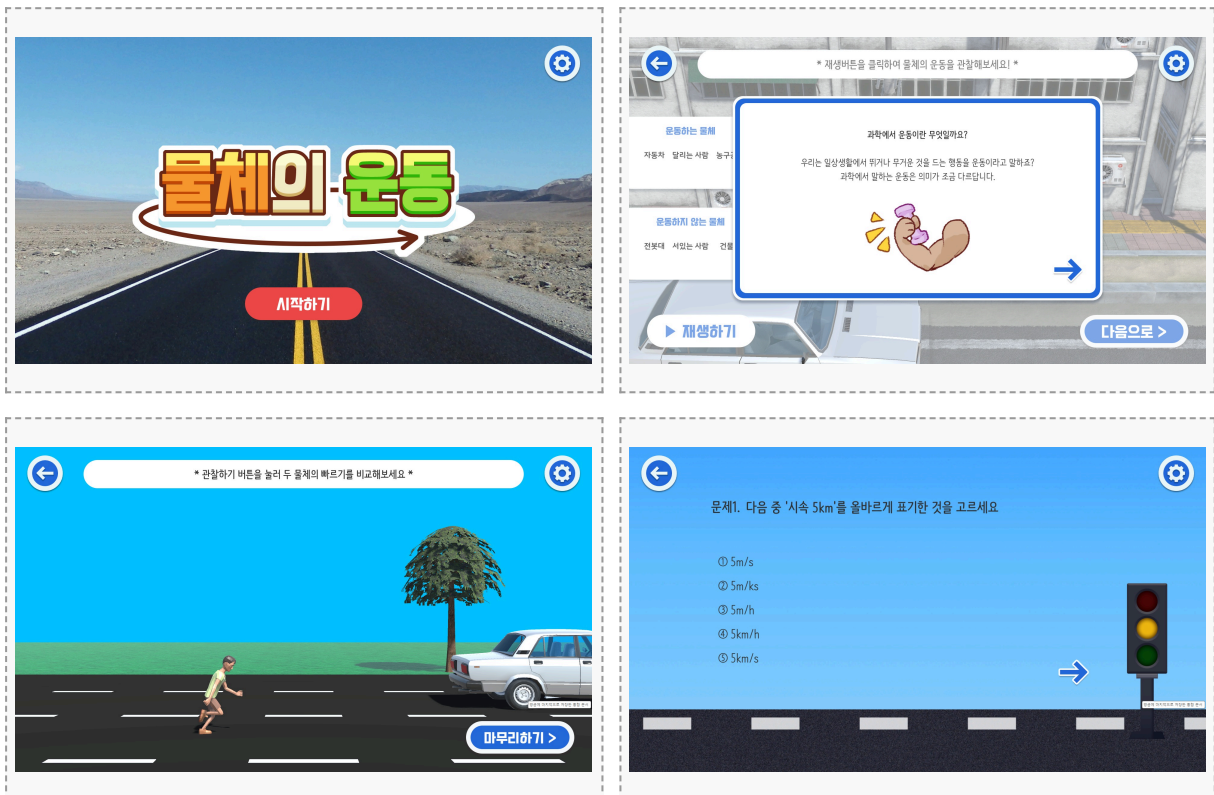 물체의 운동
시작하기
* 재생버튼을 클릭하여 물체의 운동을 관찰해보세요! *
운동하는 물체
자동차 달리는 사람
과학에서 운동이란 무엇일까요?
우리는 일상생활에서 뛰거나 무거운 것을 드는 행동을 운동이라고 말하죠?
과학에서 말하는 운동은 의미가 조금 다르답니다.
운동하지 않는 물체
전봇대 서있는 사람
▶ 재생하기
다음으로 >
* 관찰하기 버튼을 눌러 두 물체의 빠르기를 비교해보세요 *
마무리하기 >
문제1. 다음 중 '시속 5km'를 올바르게 표기한 것을 고르세요
① 5m/s
② 5m/ks
③ 5m/h
④ 5km/h
⑤ 5km/s